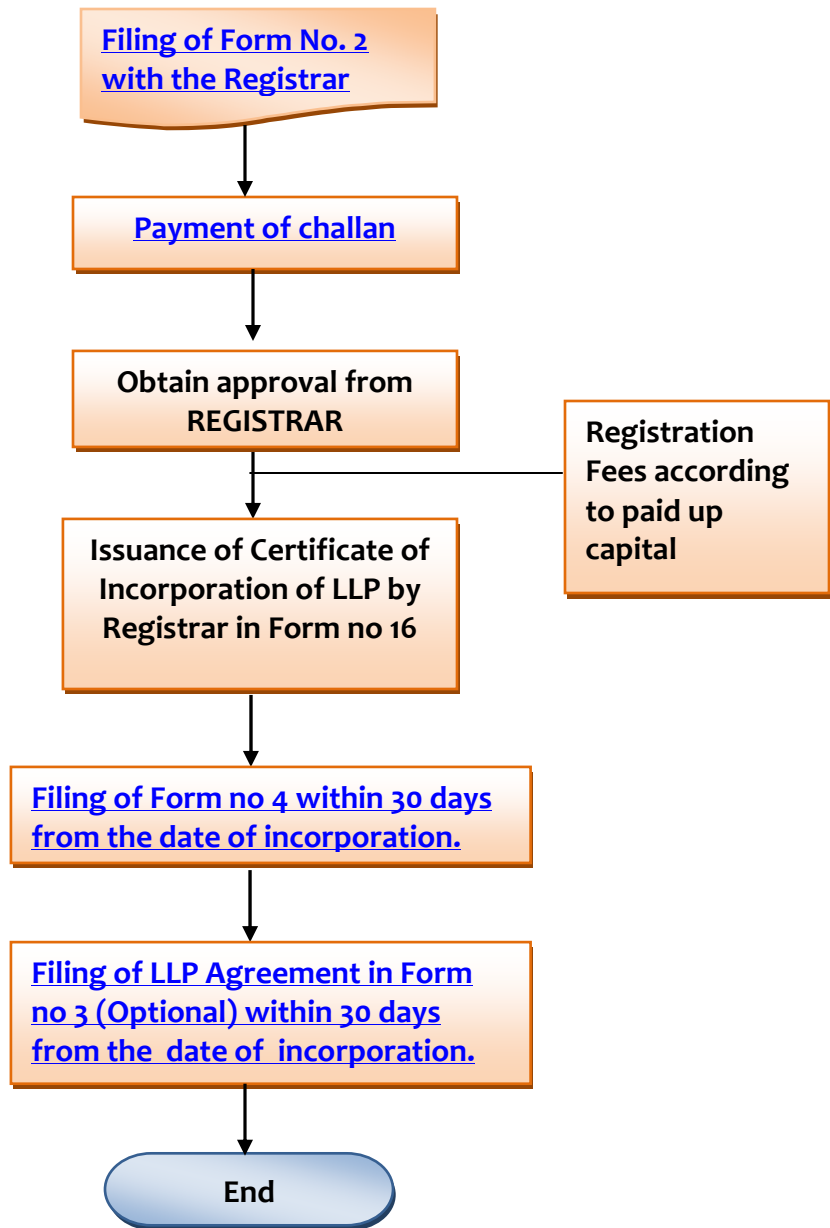 Filing of Form No. 2
with the Registrar
Payment of challan
Obtain approval from
REGISTRAR
Registration
Fees according
to paid up
capital
Issuance of Certificate of
Incorporation of LLP by
Registrar in Form no 16
Filing of Form no 4 within 30 days
from the date of incorporation.
Filing of LLP Agreement in Form
no 3 (Optional) within 30 days
from the date of incorporation.
End